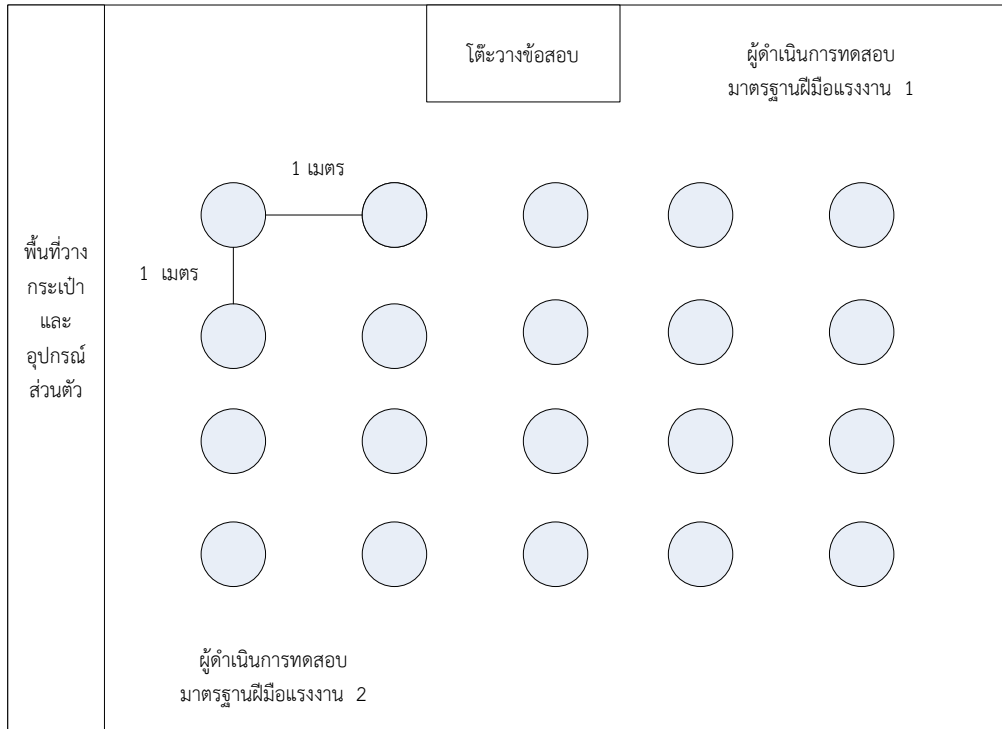 โต๊ะวางข้อสอบ
ผู้ดำเนินการทดสอบ
มาตรฐานฝีมือแรงงาน 1
1 เมตร
พื้นที่วาง
กระเป๋า
และ
อุปกรณ์
ส่วนตัว
1 เมตร
ผู้ดำเนินการทดสอบ
มาตรฐานฝีมือแรงงาน 2